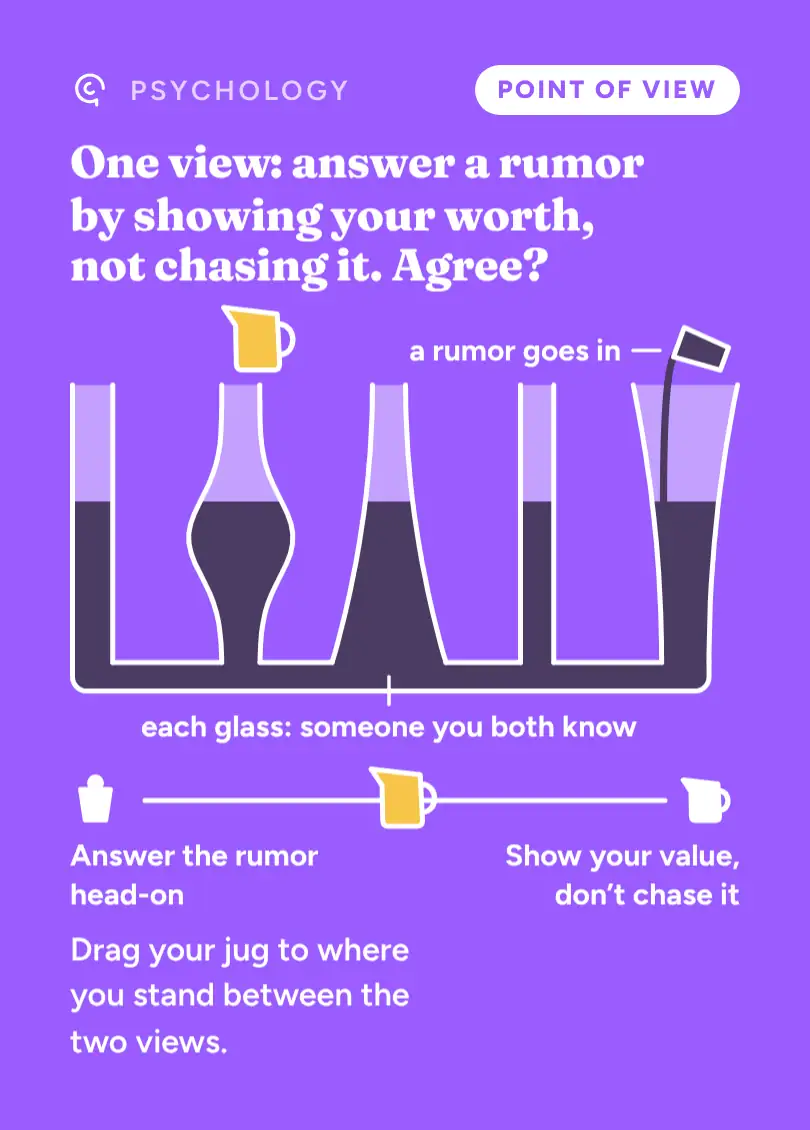 PSYCHOLOGY
POINT OF VIEW
One view: answer a rumor
by showing your worth,
not chasing it. Agree?
a rumor goes in
each glass: someone you both know
Answer the rumor
head-on
Show your value,
don’t chase it
Drag your jug to where
you stand between the
two views.